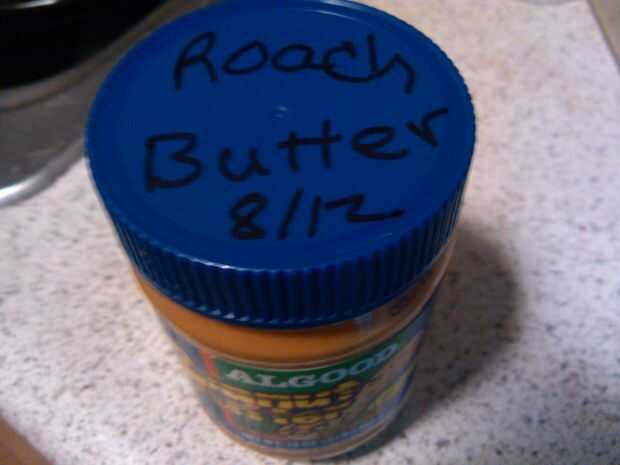 Roach
Butter
8/12
ALGOOD